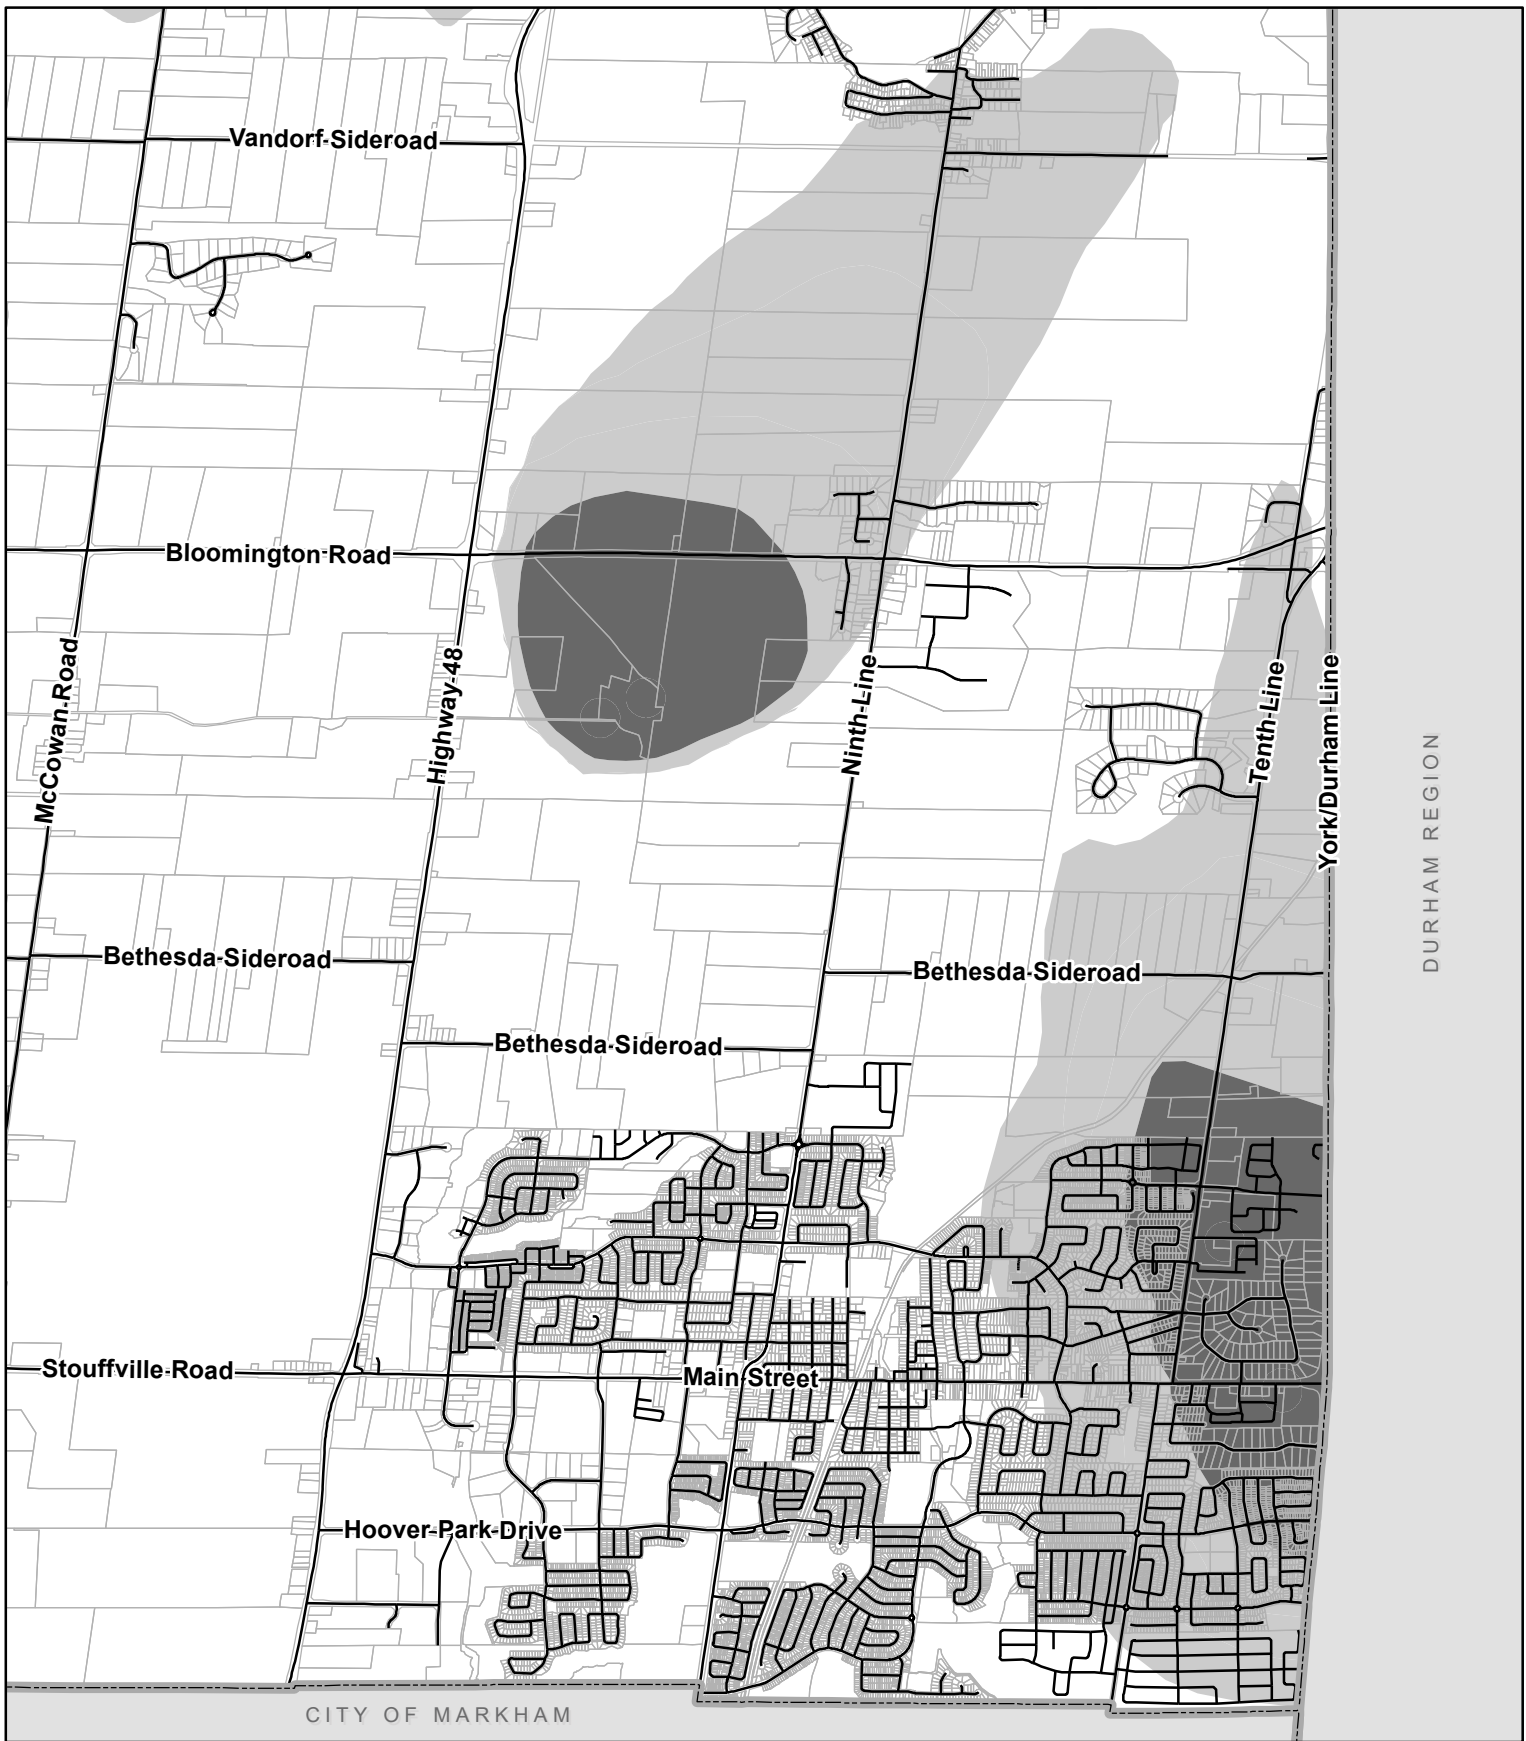 Vandorf Sideroad
Bloomington Road
McCowan Road
Highway 48
Ninth Line
Tenth Line
York/Durham Line
DURHAM REGION
Bethesda Sideroad
Bethesda Sideroad
Bethesda Sideroad
Stouffville Road
Main Street
Hoover Park Drive
CITY OF MARKHAM